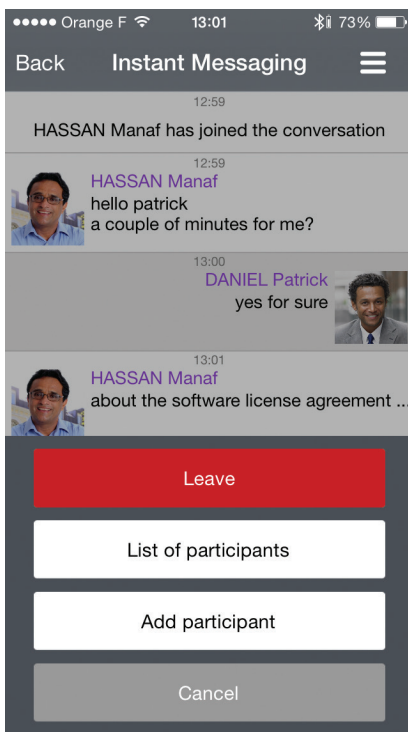 Orange F 13:01 73%
Back Instant Messaging
12:59
HASSAN Manaf has joined the conversation
12:59
HASSAN Manaf
hello patrick
a couple of minutes for me?
13:00
DANIEL Patrick
yes for sure
13:01
HASSAN Manaf
about the software license agreement ...
Leave
List of participants
Add participant
Cancel